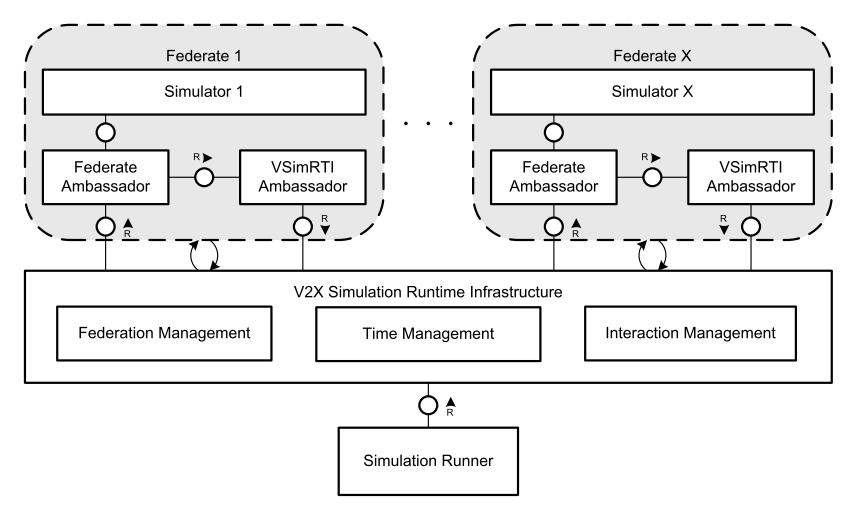 Federate 1
Simulator 1
R
Federate
Ambassador
VSimRTI
Ambassador
R
R
. . .
Federate X
Simulator X
R
Federate
Ambassador
VSimRTI
Ambassador
R
R
V2X Simulation Runtime Infrastructure
Federation Management
Time Management
Interaction Management
R
Simulation Runner